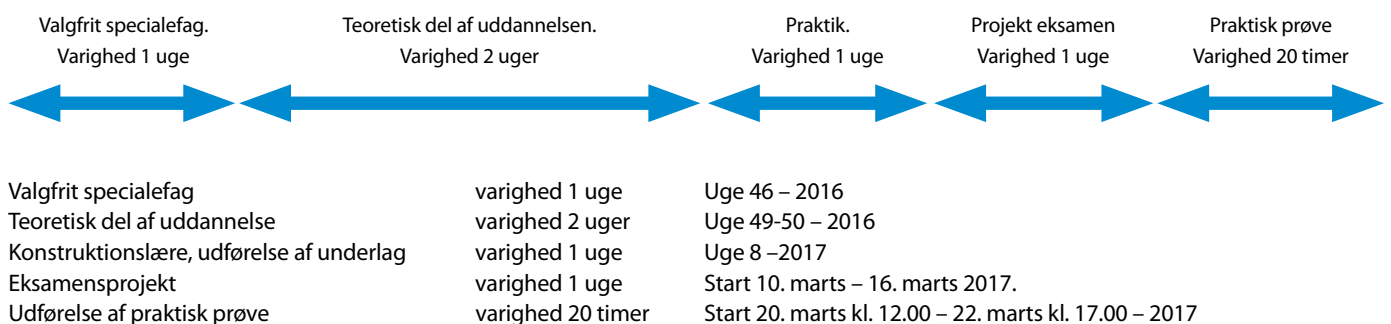 Valgfrit specialefag. Teoretisk del af uddannelsen. Praktik. Projekt eksamen Praktisk prøve
Varighed 1 uge Varighed 2 uger Varighed 1 uge Varighed 1 uge Varighed 20 timer
Valgfrit specialefag varighed 1 uge Uge 46 – 2016
Teoretisk del af uddannelse varighed 2 uger Uge 49-50 – 2016
Konstruktionslære, udførelse af underlag varighed 1 uge Uge 8 –2017
Eksamensprojekt varighed 1 uge Start 10. marts – 16. marts 2017.
Udførelse af praktisk prøve varighed 20 timer Start 20. marts kl. 12.00 – 22. marts kl. 17.00 – 2017